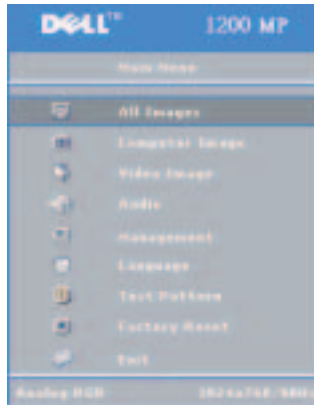 DELL™ 1200 MP
Main Menu
All Images
Computer Image
Video Image
Audio
Management
Language
Test Pattern
Factory Reset
Exit
Analog RGB